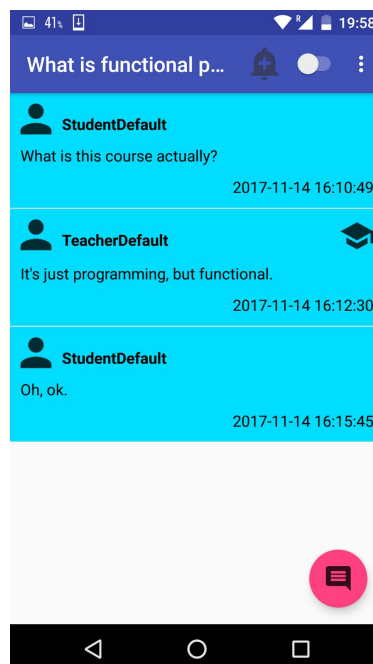 41% 19:58
What is functional p...
StudentDefault
What is this course actually?
2017-11-14 16:10:49
TeacherDefault
It's just programming, but functional.
2017-11-14 16:12:30
StudentDefault
Oh, ok.
2017-11-14 16:15:45